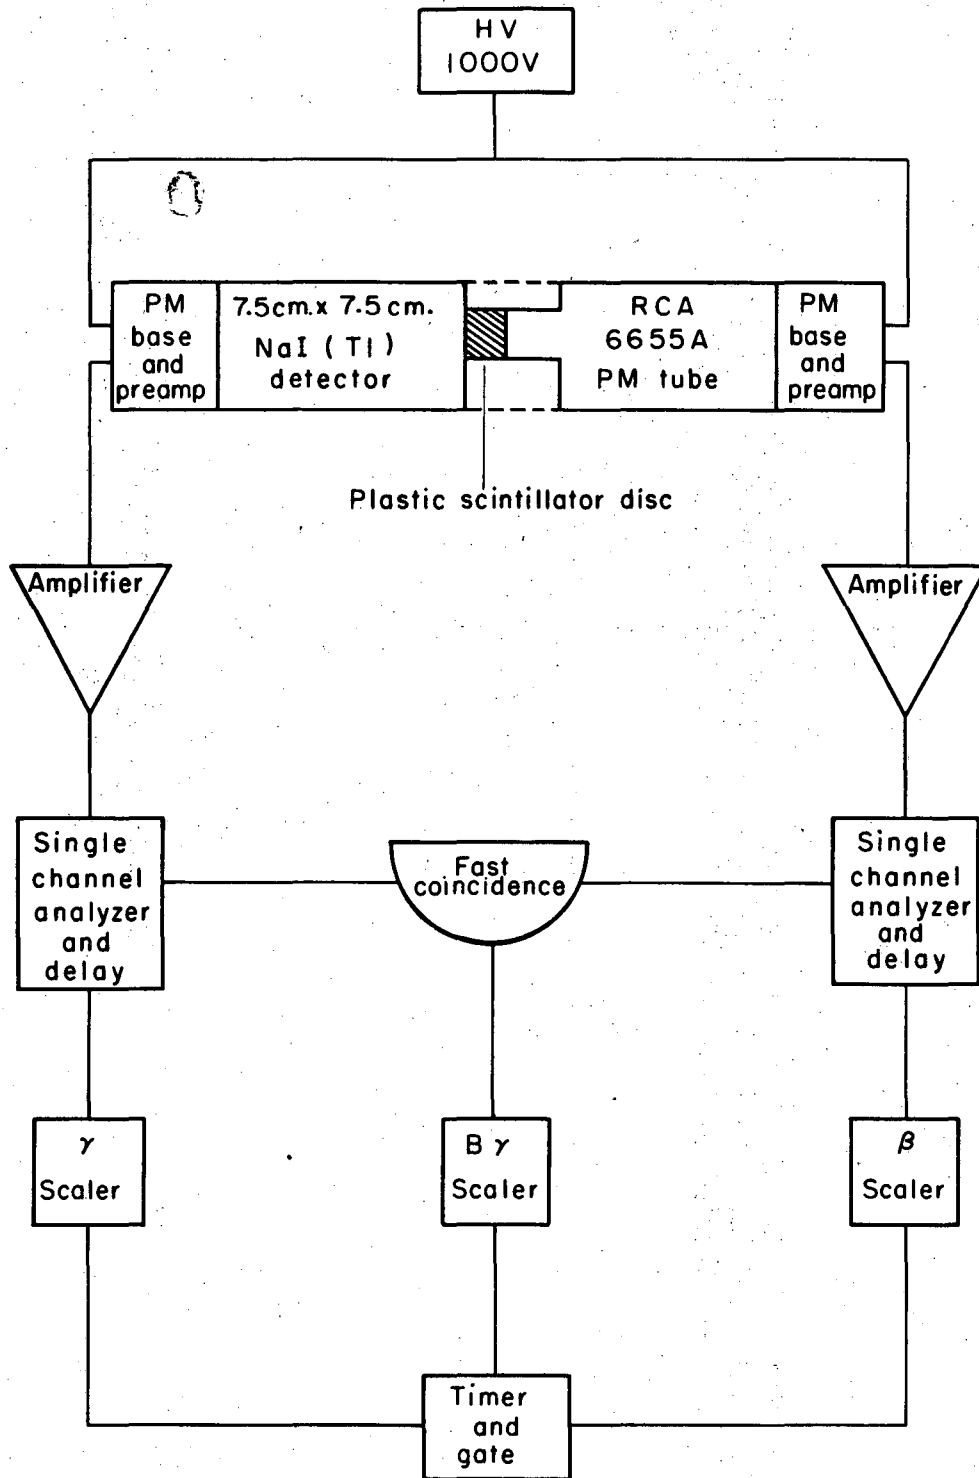 HV
1000V
PM
base
and
preamp
7.5cm. x 7.5 cm.
NaI (Tl)
detector
RCA
6655A
PM tube
PM
base
and
preamp
Plastic scintillator disc
Amplifier
Amplifier
Single
channel
analyzer
and
delay
Fast
coincidence
Single
channel
analyzer
and
delay
γ
Scaler
B γ
Scaler
β
Scaler
Timer
and
gate